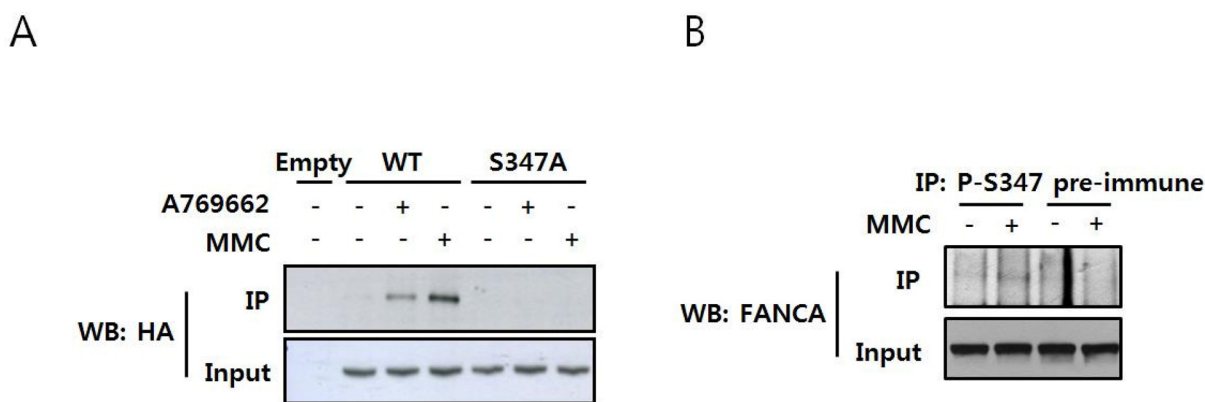 A
B
Empty WT S347A
A769662 - - + - - + -
MMC - - - + - - +
IP
WB: HA
Input
IP: P-S347 pre-immune
MMC - + - +
IP
WB: FANCA
Input